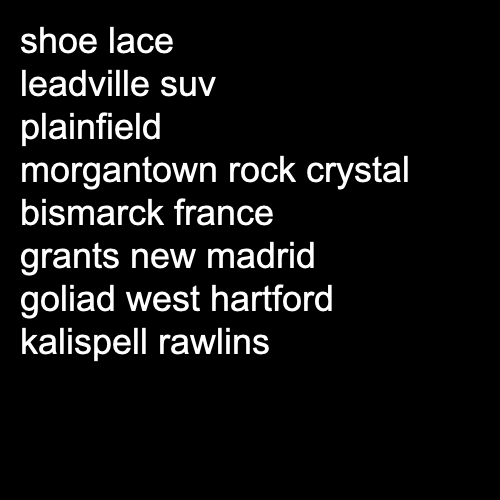 shoe lace
leadville suv
plainfield
morgantown rock crystal
bismarck france
grants new madrid
goliad west hartford
kalispell rawlins